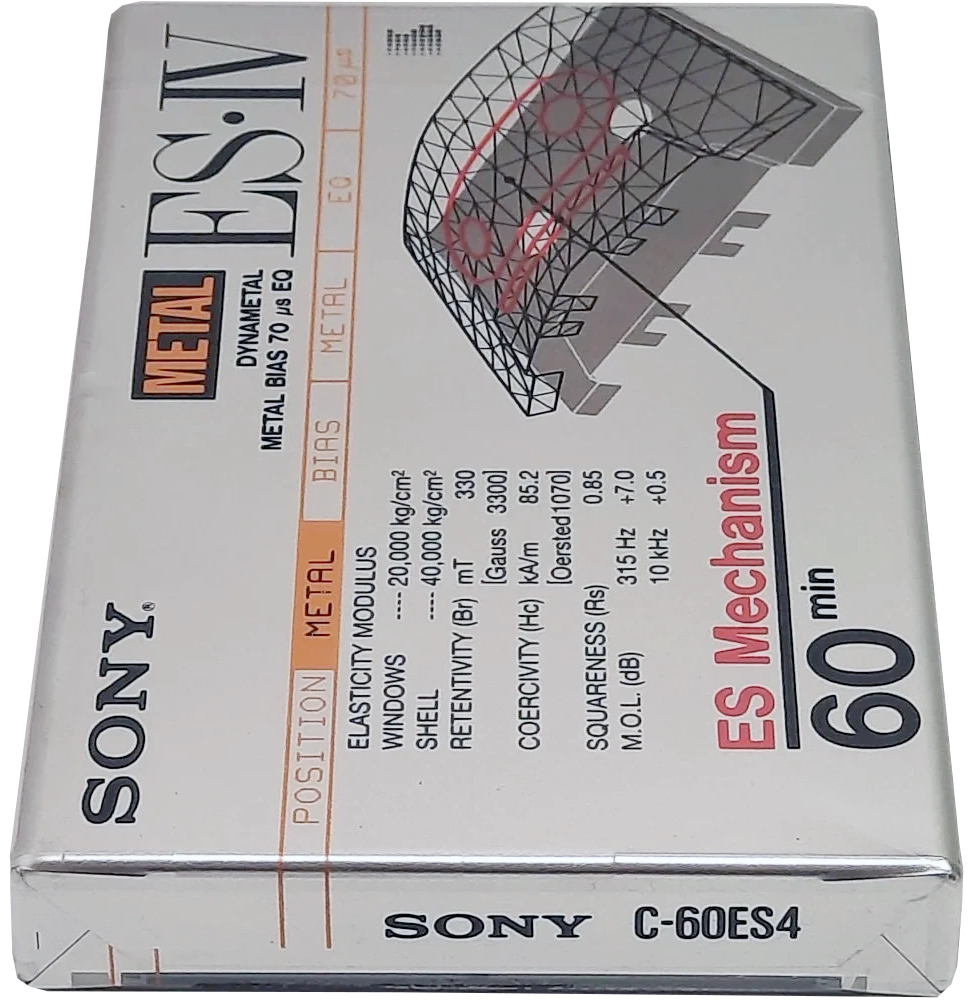 SONY®
METAL
DYNAMETAL
METAL BIAS 70 µs EQ
ES·IV
POSITION METAL BIAS METAL EQ 70µs
ELASTICITY MODULUS
WINDOWS ---- 20,000 kg/cm²
SHELL ---- 40,000 kg/cm²
RETENTIVITY (Br) mT 330
[Gauss 3300]
COERCIVITY (Hc) kA/m 85.2
[Oersted1070]
SQUARENESS (Rs) 0.85
M.O.L. (dB) 315 Hz +7.0
10 kHz +0.5
ES Mechanism
60 min
SONY C-60ES4